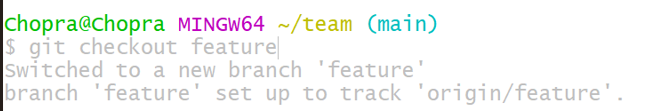 Chopra@Chopra MINGW64 ~/team (main)
$ git checkout feature
Switched to a new branch 'feature'
branch 'feature' set up to track 'origin/feature'.